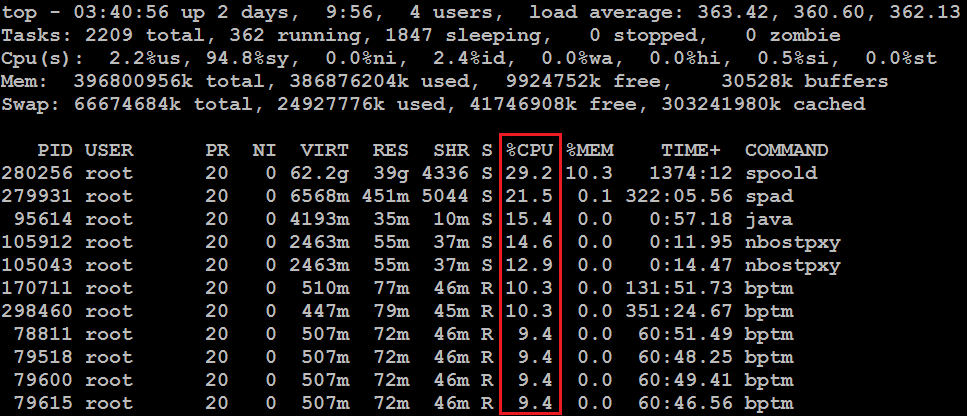 top - 03:40:56 up 2 days,  9:56,  4 users,  load average: 363.42, 360.60, 362.13
Tasks: 2209 total, 362 running, 1847 sleeping,   0 stopped,   0 zombie
Cpu(s):  2.2%us, 94.8%sy,  0.0%ni,  2.4%id,  0.0%wa,  0.0%hi,  0.5%si,  0.0%st
Mem:  396800956k total, 386876204k used,  9924752k free,    30528k buffers
Swap: 66674684k total, 24927776k used, 41746908k free, 303241980k cached
   PID USER      PR  NI  VIRT  RES  SHR S %CPU %MEM    TIME+  COMMAND
280256 root      20   0 62.2g  39g 4336 S 29.2 10.3   1374:12 spoold
279931 root      20   0 6568m 451m 5044 S 21.5  0.1 322:05.56 spad
 95614 root      20   0 4193m  35m  10m S 15.4  0.0   0:57.18 java
105912 root      20   0 2463m  55m  37m S 14.6  0.0   0:11.95 nbostpxy
105043 root      20   0 2463m  55m  37m S 12.9  0.0   0:14.47 nbostpxy
170711 root      20   0  510m  77m  46m R 10.3  0.0 131:51.73 bptm
298460 root      20   0  447m  79m  45m R 10.3  0.0 351:24.67 bptm
 78811 root      20   0  507m  72m  46m R  9.4  0.0  60:51.49 bptm
 79518 root      20   0  507m  72m  46m R  9.4  0.0  60:48.25 bptm
 79600 root      20   0  507m  72m  46m R  9.4  0.0  60:49.41 bptm
 79615 root      20   0  507m  72m  46m R  9.4  0.0  60:46.56 bptm